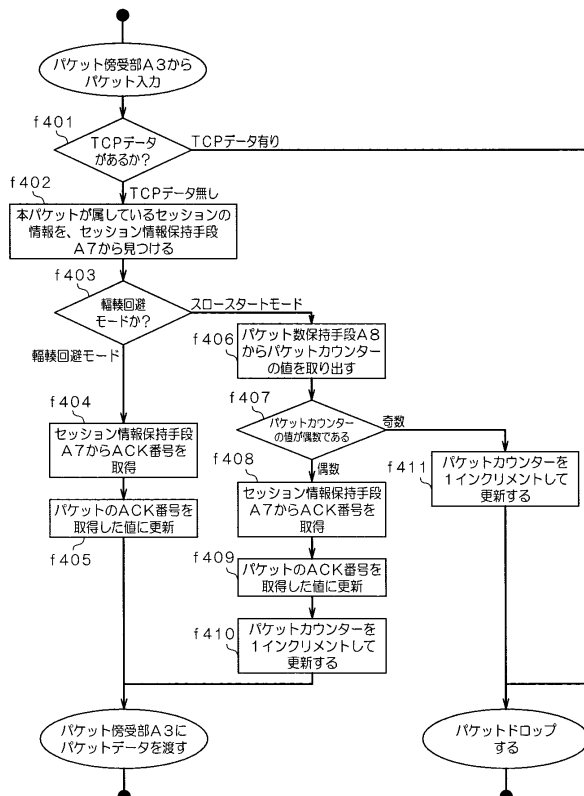 パケット傍受部A3から
パケット入力
f401
TCPデータ
があるか?
TCPデータ有り
TCPデータ無し
f402
本パケットが属しているセッションの
情報を、セッション情報保持手段
A7から見つける
f403
輻輳回避
モードか?
スロースタートモード
輻輳回避モード
f406
パケット数保持手段A8
からパケットカウンター
の値を取り出す
f407
パケットカウンター
の値が偶数である
奇数
偶数
f404
セッション情報保持手段
A7からACK番号を
取得
f408
セッション情報保持手段
A7からACK番号を
取得
f411
パケットカウンターを
1インクリメントして
更新する
パケットのACK番号を
取得した値に更新
f405
f409
パケットのACK番号を
取得した値に更新
f410
パケットカウンターを
1インクリメントして
更新する
パケット傍受部A3に
パケットデータを渡す
パケットドロップ
する